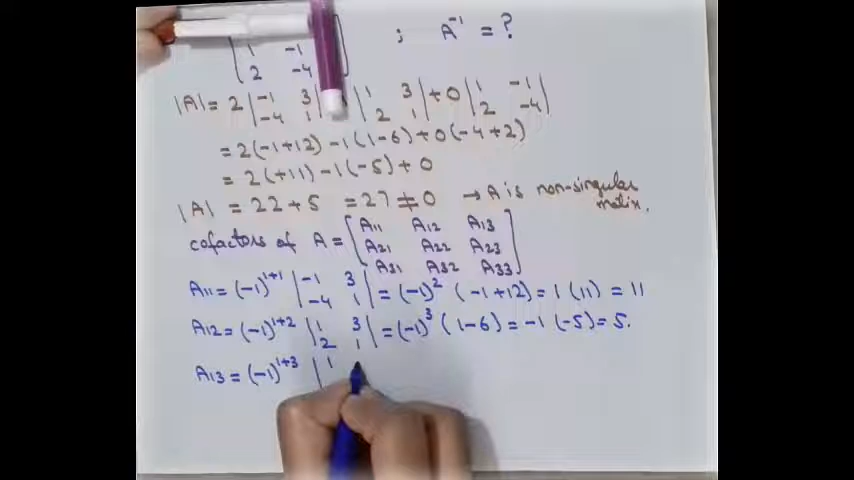 1 -1 ; A⁻¹ = ?
2 -4
|A| = 2 | -1 3 | 1 3 | + 0 | 1 -1 |
-4 1 | 2 1 | 2 -4 |
= 2(-1+12) -1(1-6) + 0(-4+2)
= 2(+11) -1(-5) + 0
|A| = 22 + 5 = 27 ≠ 0 → A is non-singular
matrix.
cofactors of A = [ A11 A12 A13
A21 A22 A23
A31 A32 A33 ]
A11 = (-1)¹⁺¹ | -1 3 | = (-1)² (-1+12) = 1 (11) = 11
-4 1
A12 = (-1)¹⁺² | 1 3 | = (-1)³ (1-6) = -1 (-5) = 5.
2 1
A13 = (-1)¹⁺³ | 1